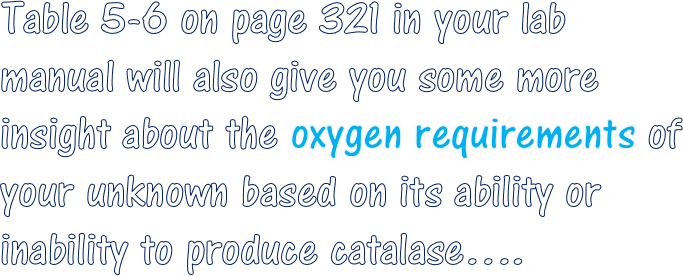 Table 5-6 on page 321 in your lab
manual will also give you some more
insight about the oxygen requirements of
your unknown based on its ability or
inability to produce catalase....